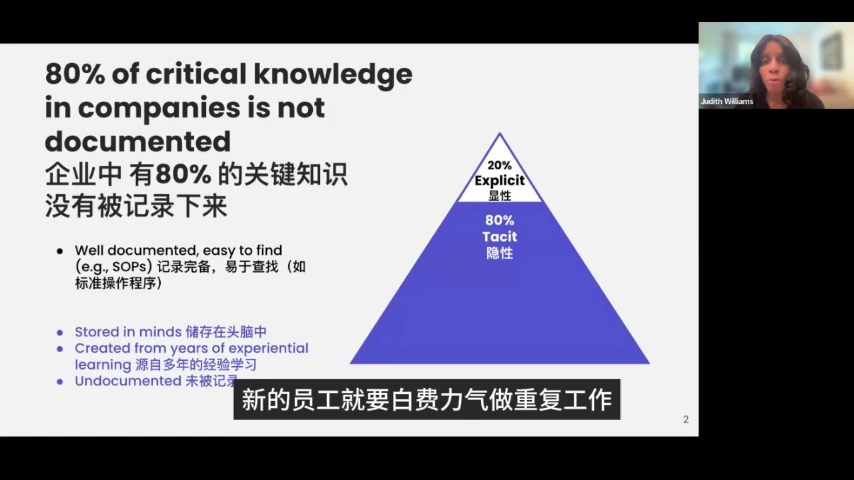 80% of critical knowledge
in companies is not
documented
企业中 有80% 的关键知识
没有被记录下来
● Well documented, easy to find
(e.g., SOPs) 记录完备，易于查找（如
标准操作程序）
● Stored in minds 储存在头脑中
● Created from years of experiential
learning 源自多年的经验学习
● Undocumented 未被记录
20%
Explicit
显性
80%
Tacit
隐性
Judith Williams
新的员工就要白费力气做重复工作
2